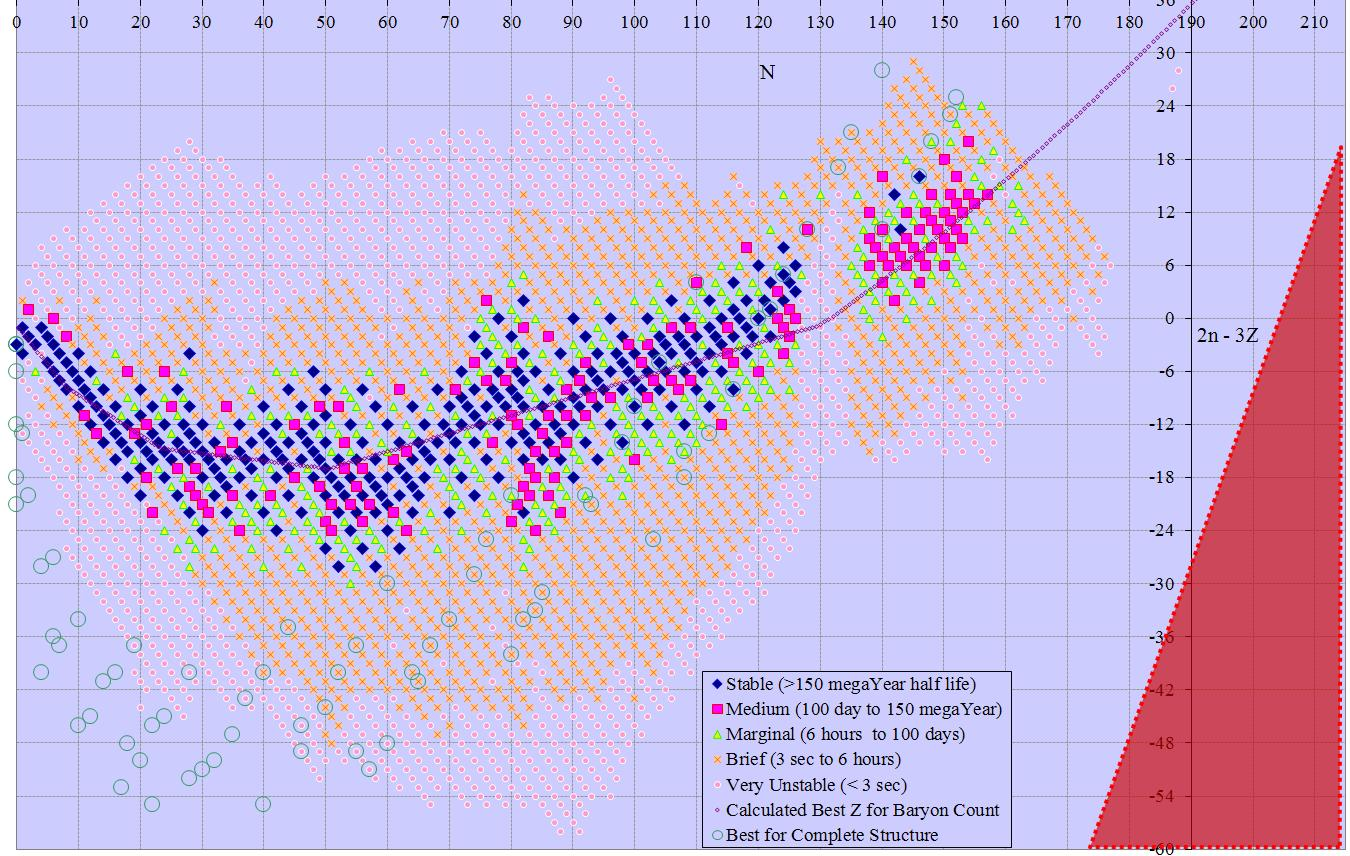 36
0 10 20 30 40 50 60 70 80 90 100 110 120 130 140 150 160 170 180 190 200 210
30
N
24
18
12
6
0
2n - 3Z
-6
-12
-18
-24
-30
-36
-42
-48
-54
-60
Stable (>150 megaYear half life)
Medium (100 day to 150 megaYear)
Marginal (6 hours to 100 days)
Brief (3 sec to 6 hours)
Very Unstable (< 3 sec)
Calculated Best Z for Baryon Count
Best for Complete Structure